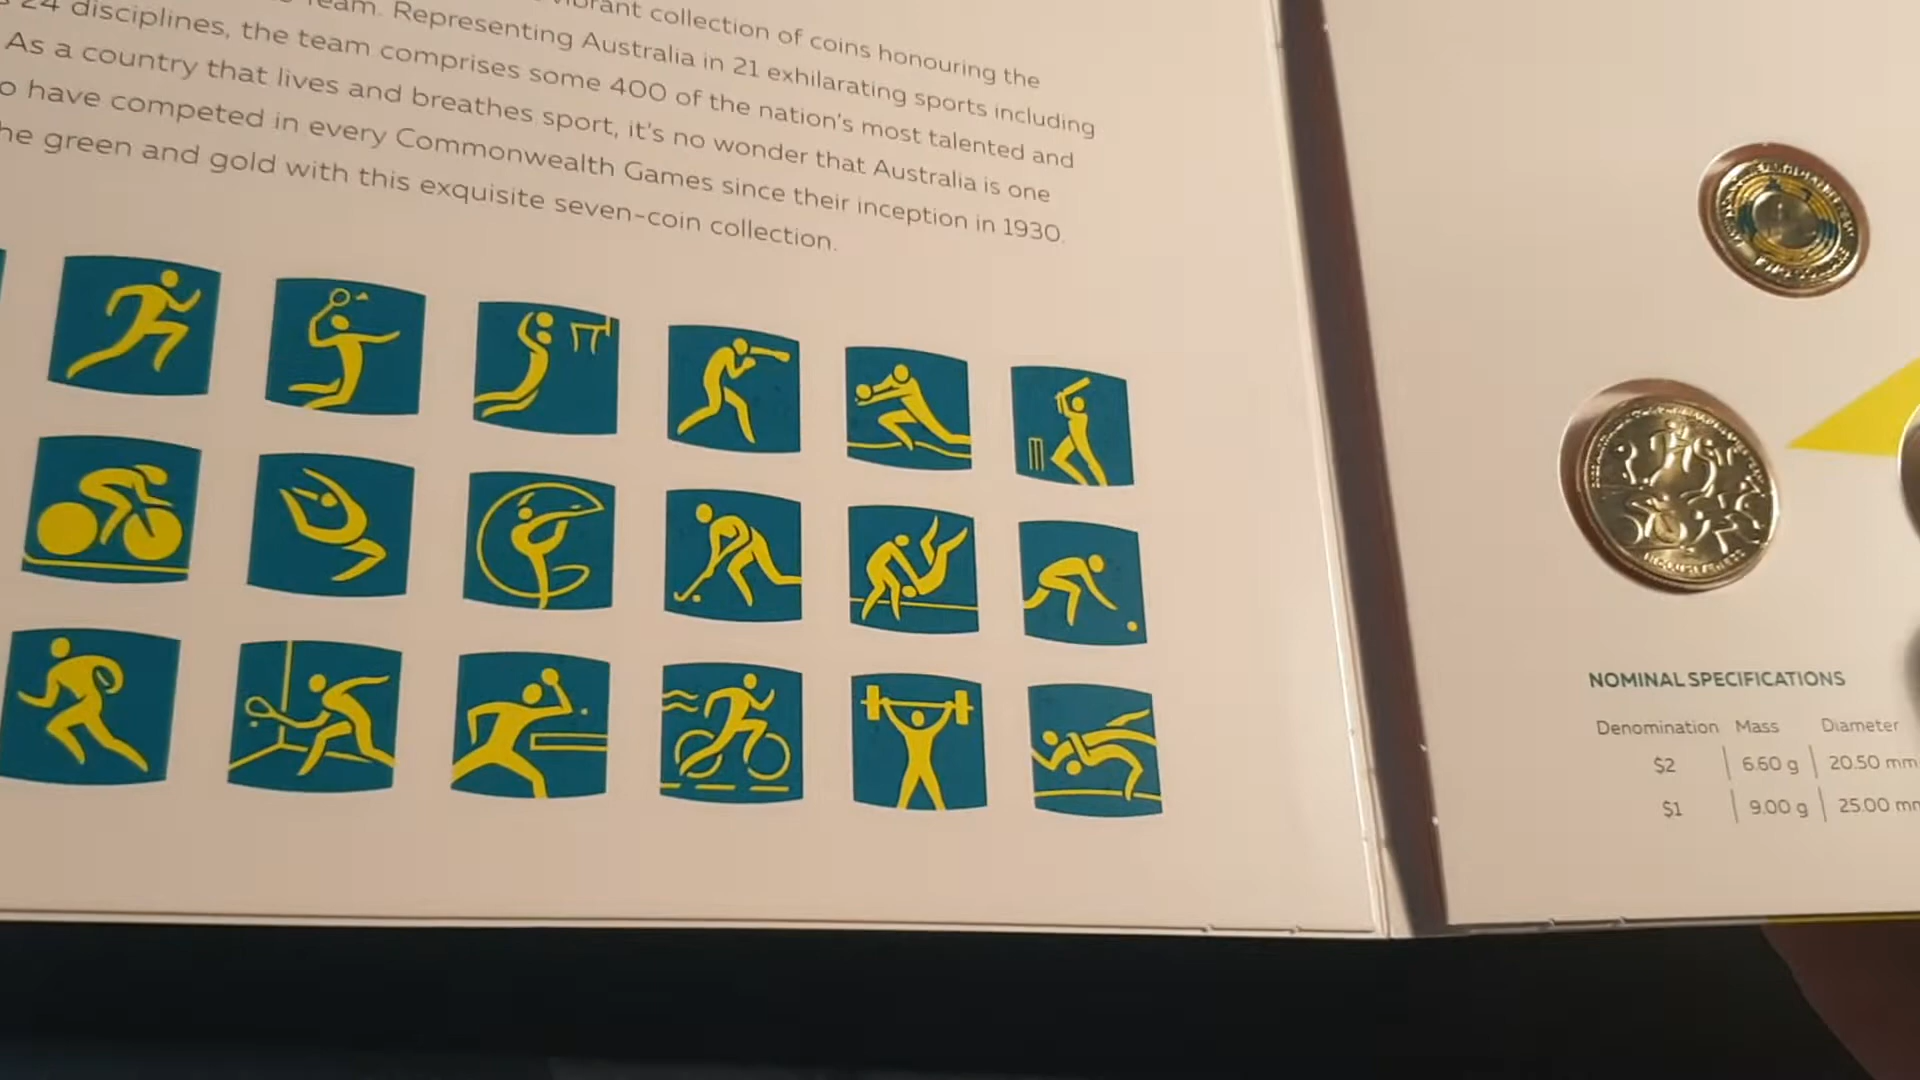 vibrant collection of coins honouring the
Team. Representing Australia in 21 exhilarating sports including
24 disciplines, the team comprises some 400 of the nation's most talented and
As a country that lives and breathes sport, it's no wonder that Australia is one
have competed in every Commonwealth Games since their inception in 1930.
green and gold with this exquisite seven-coin collection.
NOMINAL SPECIFICATIONS
Denomination Mass Diameter
$2 6.60 g 20.50 mm
$1 9.00 g 25.00 mm